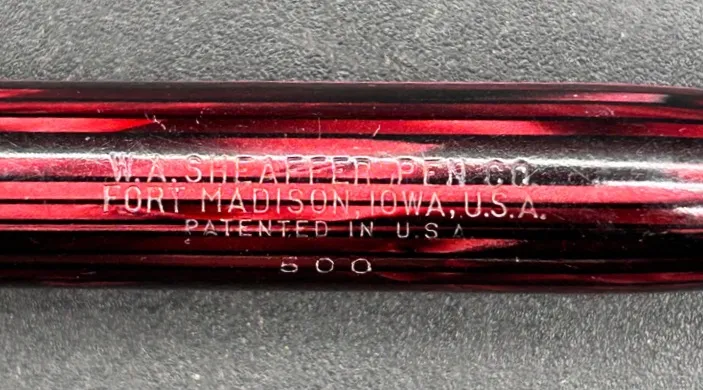 W.A. SHEAFFER PEN CO.
FORT MADISON, IOWA, U.S.A.
PATENTED IN U.S.A.
500